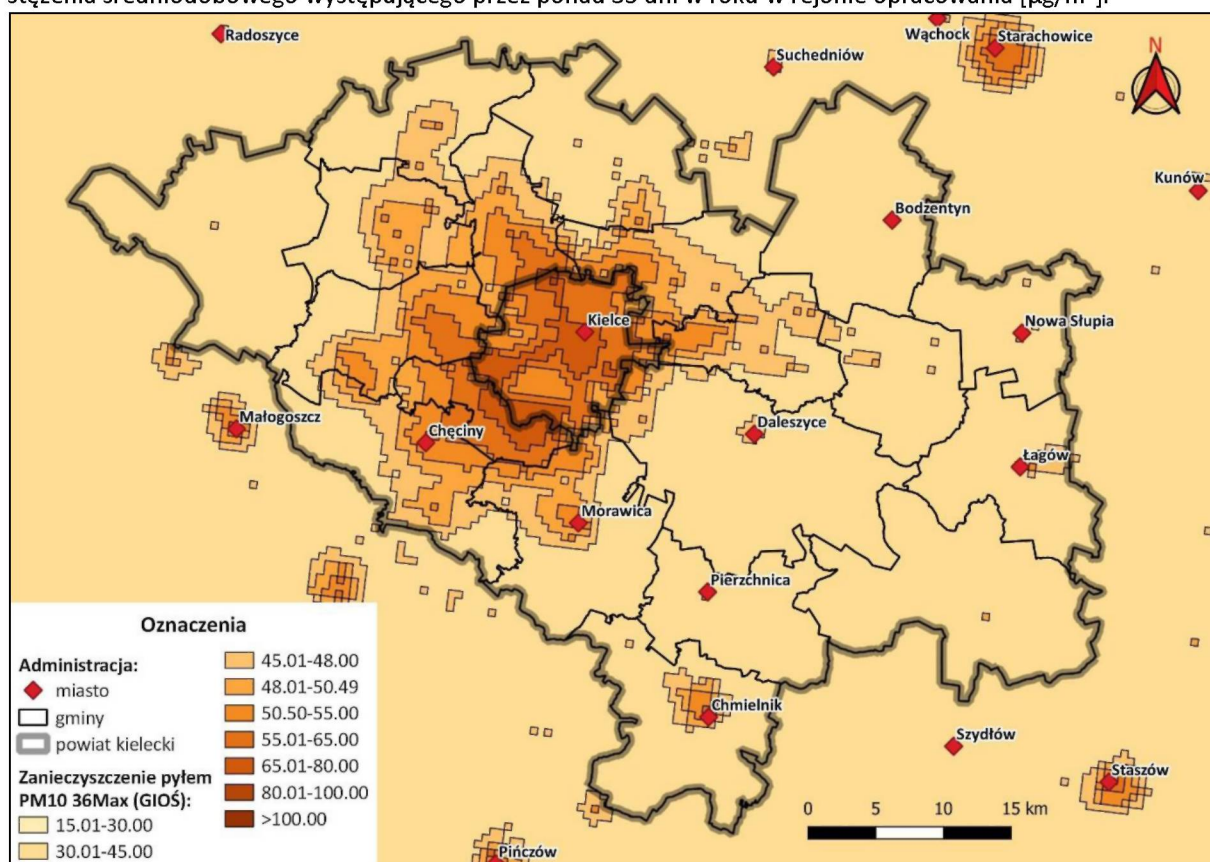 stężenia średniodobowego występującego przez ponad 35 dni w roku w rejonie opracowania [µg/m³].
Radoszyce
Wąchock
Starachowice
Suchedniów
N
Kunów
Bodzentyn
Kielce
Nowa Słupia
Małogoszcz
Chęciny
Daleszyce
Łagów
Morawica
Pierzchnica
Chmielnik
Szydłów
Staszów
Pińczów
Oznaczenia
Administracja:
miasto
gminy
powiat kielecki
Zanieczyszczenie pyłem
PM10 36Max (GIOŚ):
15.01-30.00
30.01-45.00
45.01-48.00
48.01-50.49
50.50-55.00
55.01-65.00
65.01-80.00
80.01-100.00
>100.00
0 5 10 15 km